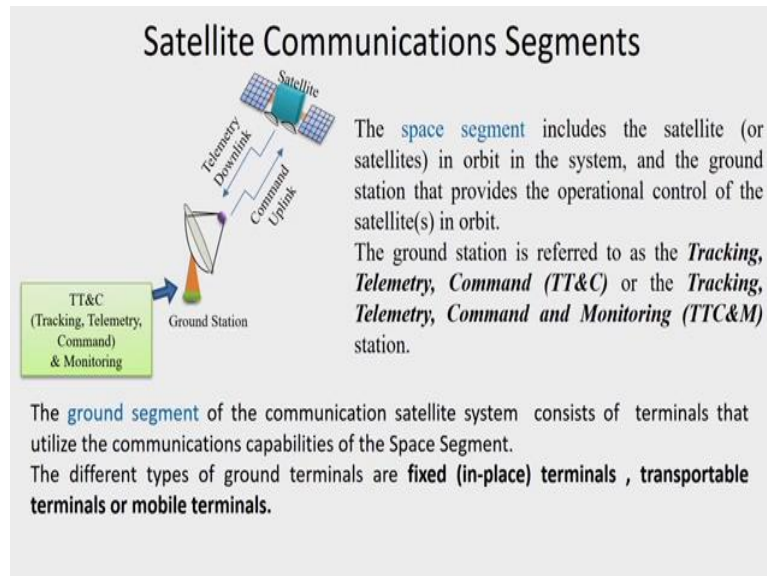 Satellite Communications Segments
Satellite
Telemetry
Downlink
Command
Uplink
TT&C
(Tracking, Telemetry,
Command)
& Monitoring
Ground Station
The space segment includes the satellite (or
satellites) in orbit in the system, and the ground
station that provides the operational control of the
satellite(s) in orbit.
The ground station is referred to as the Tracking,
Telemetry, Command (TT&C) or the Tracking,
Telemetry, Command and Monitoring (TTC&M)
station.
The ground segment of the communication satellite system consists of terminals that
utilize the communications capabilities of the Space Segment.
The different types of ground terminals are fixed (in-place) terminals , transportable
terminals or mobile terminals.